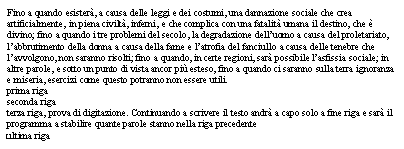 Fino a quando esisterà, a causa delle leggi e dei costumi, una dannazione sociale che crea
artificialmente, in piena civiltà, inferni, e che complica con una fatalità umana il destino, che è
divino; fino a quando i tre problemi del secolo, la degradazione dell'uomo a causa del proletariato,
l'abbrutimento della donna a causa della fame e l'atrofia del fanciullo a causa delle tenebre che
l'avvolgono, non saranno risolti; fino a quando, in certe regioni, sarà possibile l'asfissia sociale; in
altre parole, e sotto un punto di vista ancor più esteso, fino a quando ci saranno sulla terra ignoranza
e miseria, esercizi come questo potranno non essere utili.
prima riga
seconda riga
terza riga, prova di digitazione. Continuando a scrivere il testo andrà a capo solo a fine riga e sarà il
programma a stabilire quante parole stanno nella riga precedente
ultima riga